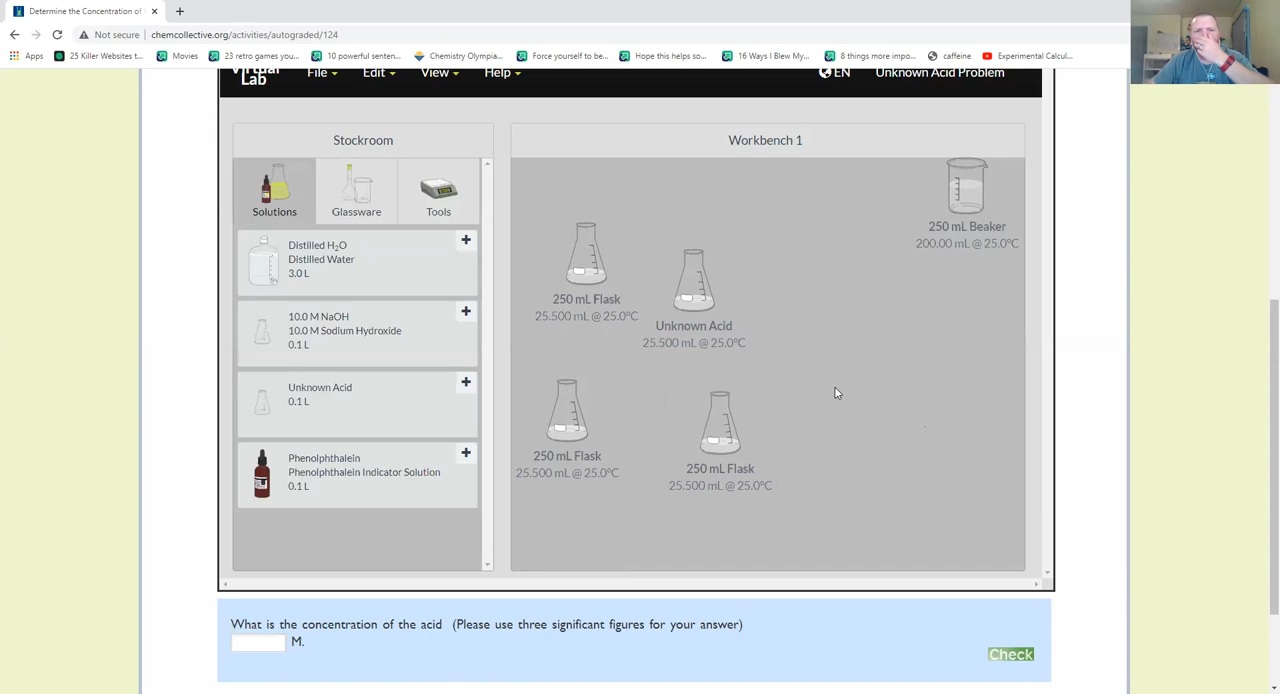 Determine the Concentration of
Not secure
chemcollective.org/activities/autograded/124
Apps
25 Killer Websites t...
Movies
23 retro games you...
10 powerful senten...
Chemistry Olympia...
Force yourself to be...
Hope this helps so...
16 Ways I Blew My...
8 things more impo...
caffeine
Experimental Calcul...
Virtual
Lab
File
Edit
View
Help
EN
Unknown Acid Problem
Stockroom
Workbench 1
Solutions
Glassware
Tools
Distilled H₂O
Distilled Water
3.0 L
10.0 M NaOH
10.0 M Sodium Hydroxide
0.1 L
Unknown Acid
0.1 L
Phenolphthalein
Phenolphthalein Indicator Solution
0.1 L
250 mL Beaker
200.00 mL @ 25.0°C
250 mL Flask
25.500 mL @ 25.0°C
Unknown Acid
25.500 mL @ 25.0°C
250 mL Flask
25.500 mL @ 25.0°C
250 mL Flask
25.500 mL @ 25.0°C
What is the concentration of the acid (Please use three significant figures for your answer)
M.
Check